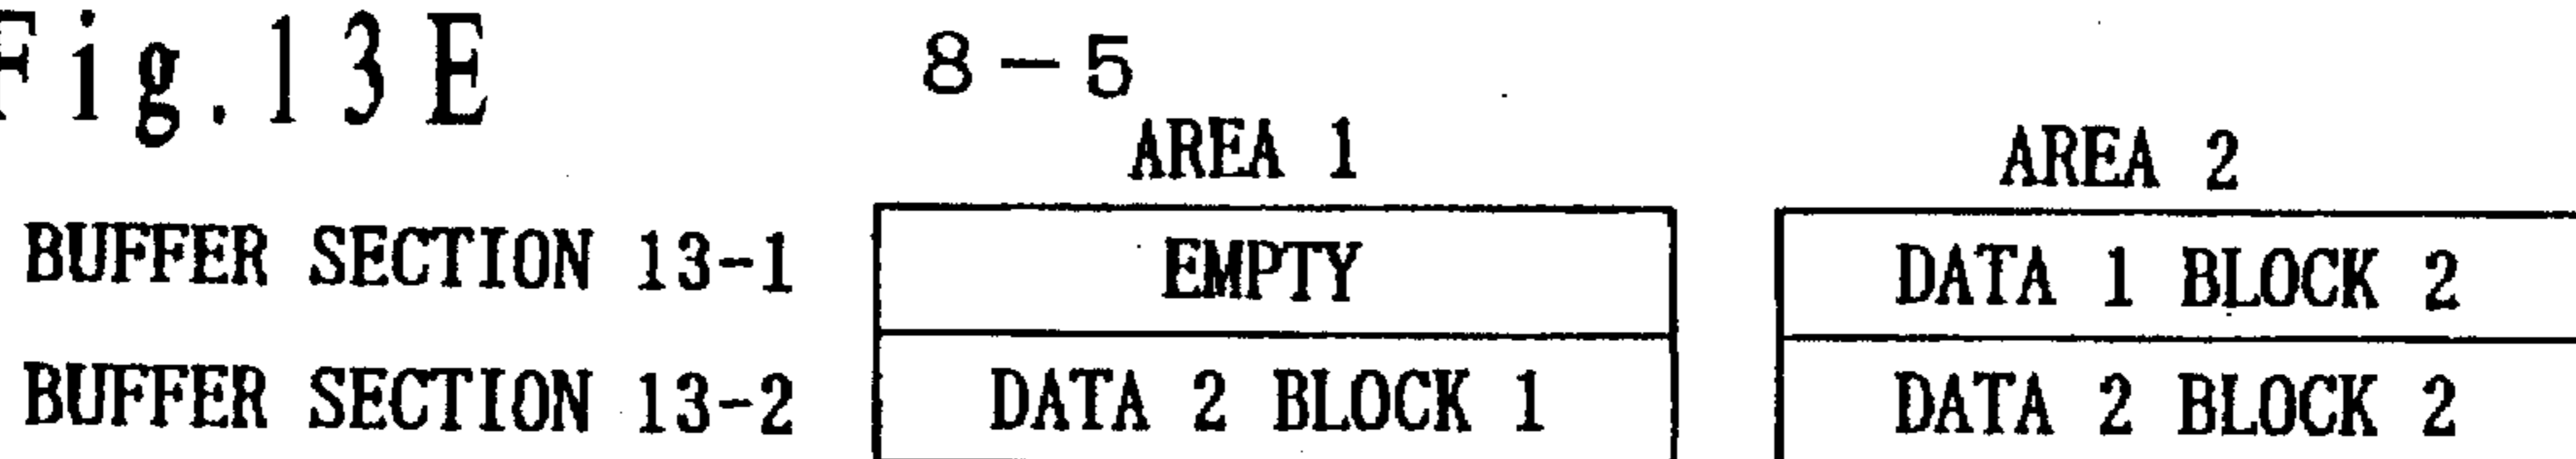 Fig.13E
8-5
AREA 1 AREA 2
BUFFER SECTION 13-1 EMPTY DATA 1 BLOCK 2
BUFFER SECTION 13-2 DATA 2 BLOCK 1 DATA 2 BLOCK 2